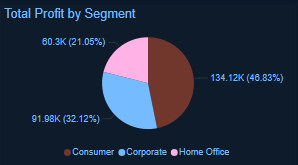 Total Profit by Segment
60.3K (21.05%)
134.12K (46.83%)
91.98K (32.12%)
Consumer Corporate Home Office